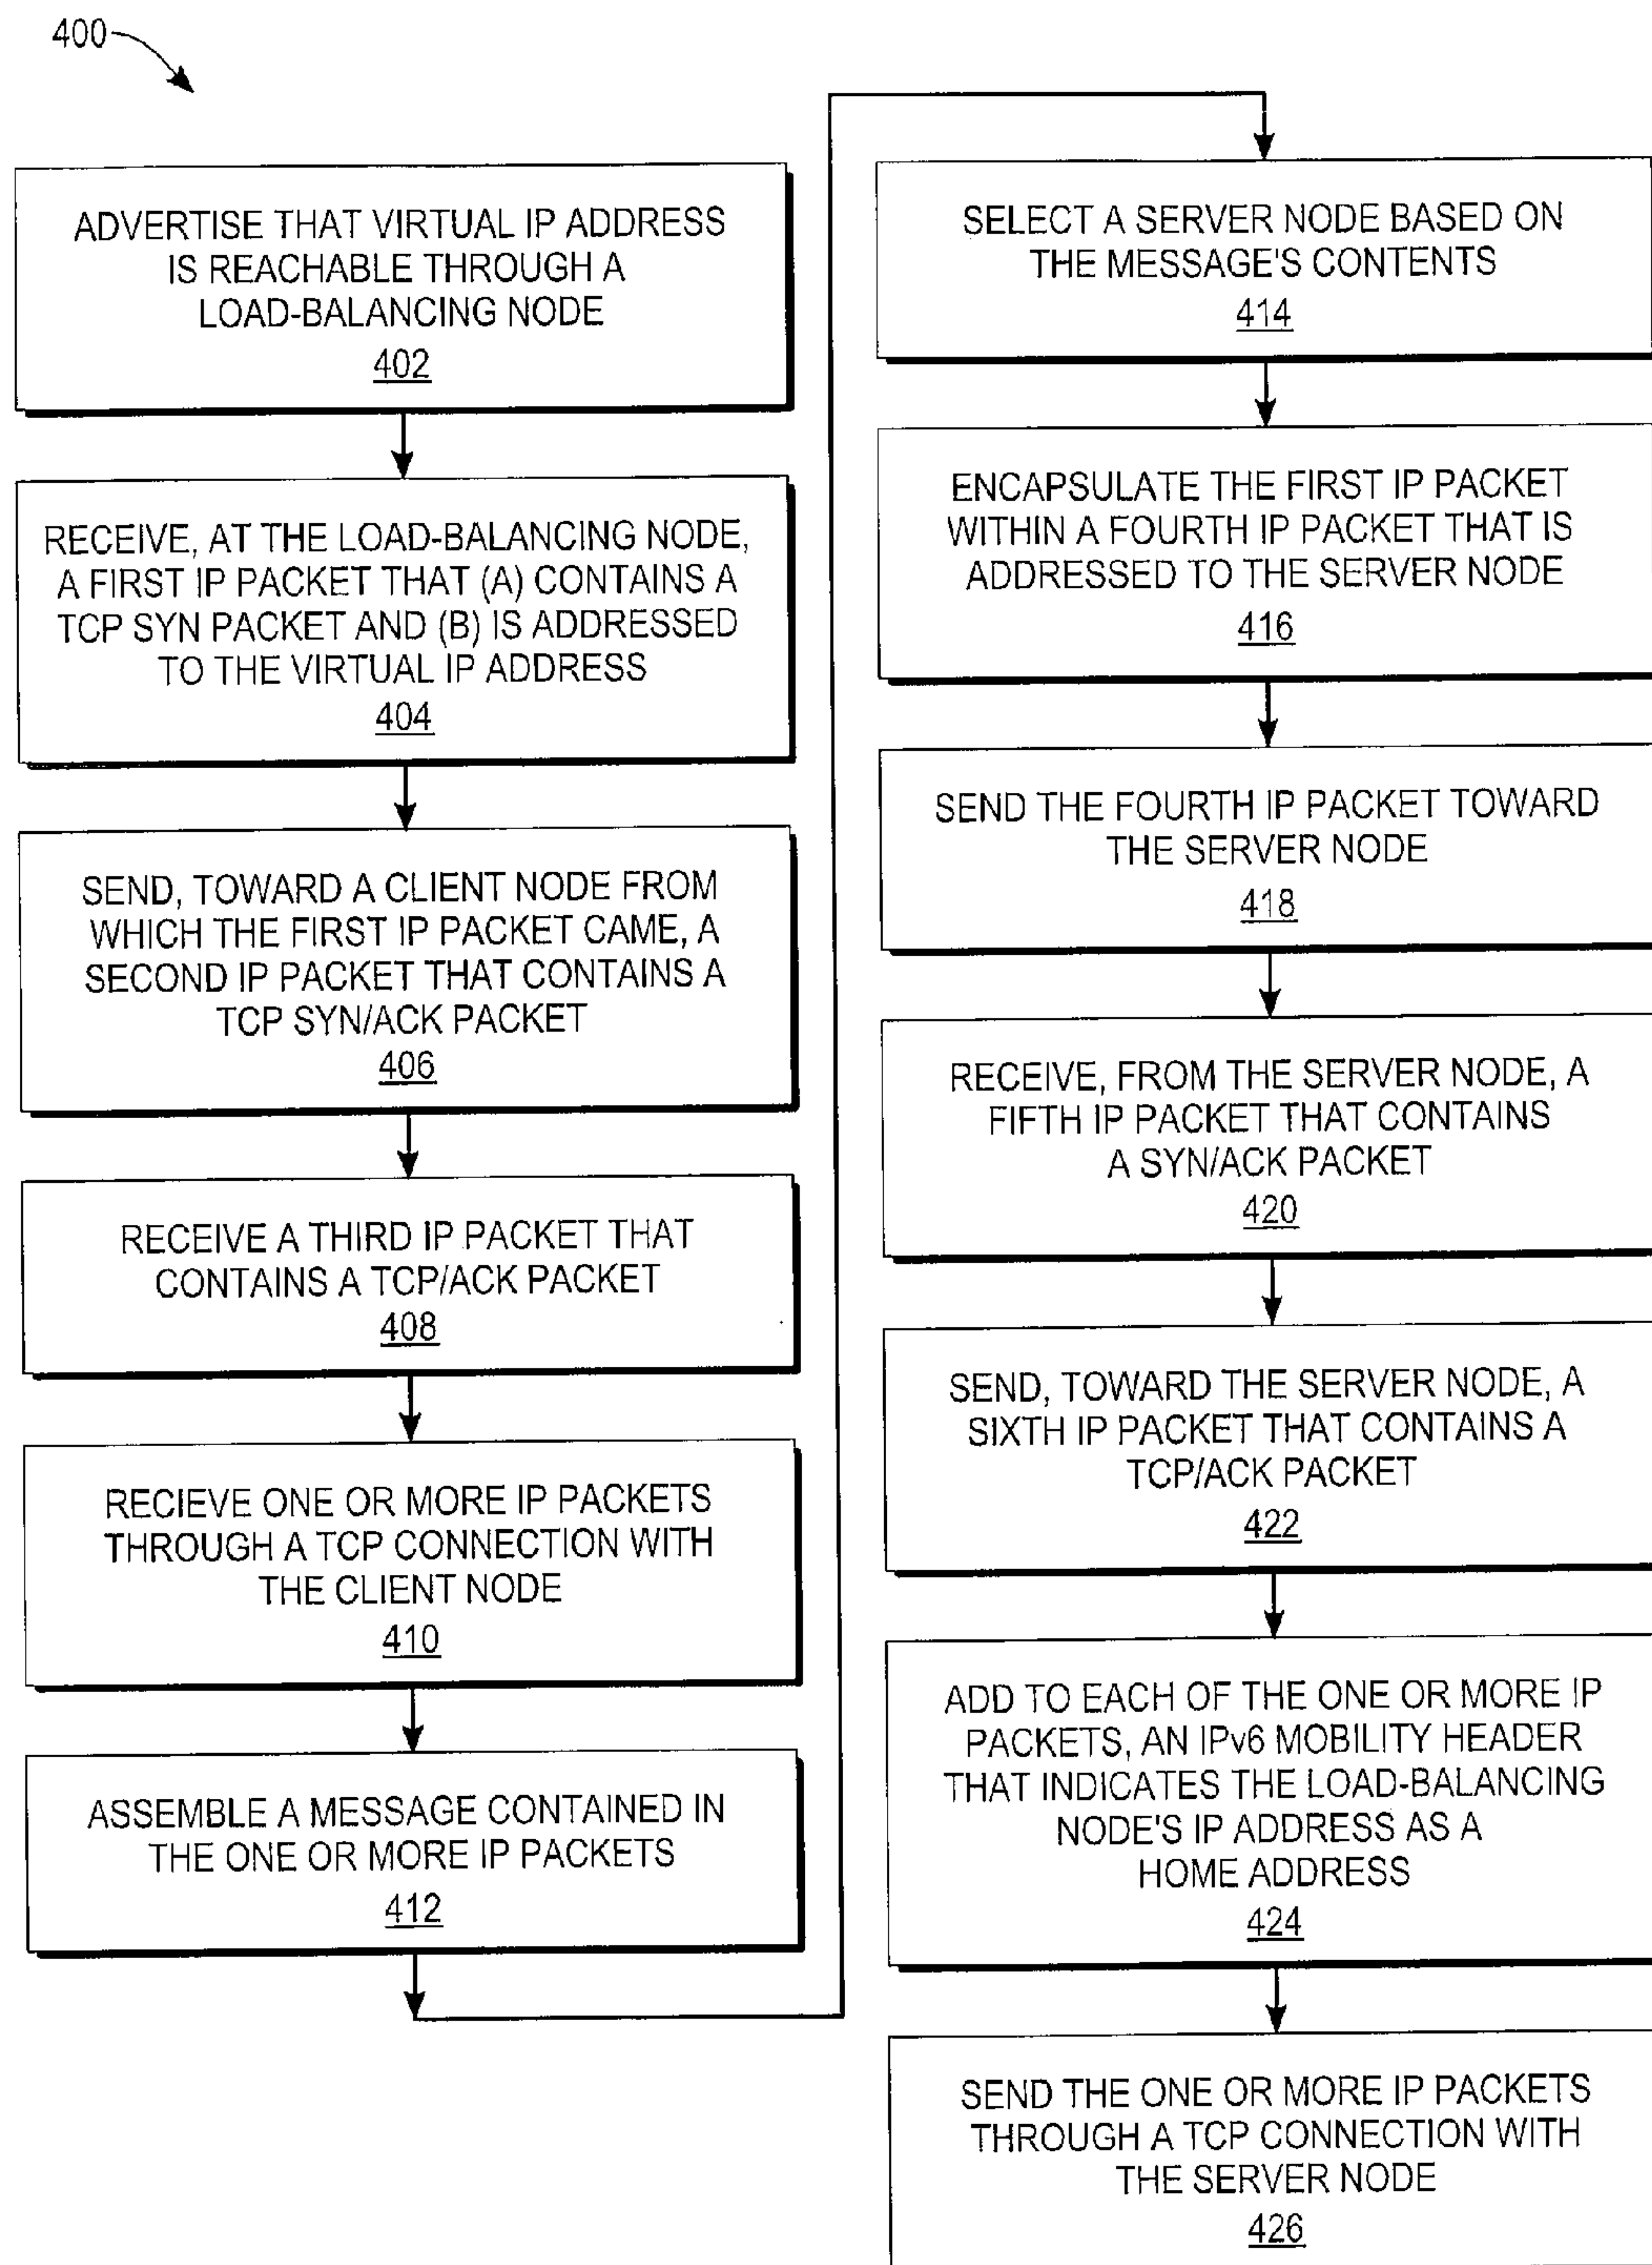 400
ADVERTISE THAT VIRTUAL IP ADDRESS
IS REACHABLE THROUGH A
LOAD-BALANCING NODE
402
RECEIVE, AT THE LOAD-BALANCING NODE,
A FIRST IP PACKET THAT (A) CONTAINS A
TCP SYN PACKET AND (B) IS ADDRESSED
TO THE VIRTUAL IP ADDRESS
404
SEND, TOWARD A CLIENT NODE FROM
WHICH THE FIRST IP PACKET CAME, A
SECOND IP PACKET THAT CONTAINS A
TCP SYN/ACK PACKET
406
RECEIVE A THIRD IP PACKET THAT
CONTAINS A TCP/ACK PACKET
408
RECIEVE ONE OR MORE IP PACKETS
THROUGH A TCP CONNECTION WITH
THE CLIENT NODE
410
ASSEMBLE A MESSAGE CONTAINED IN
THE ONE OR MORE IP PACKETS
412
SELECT A SERVER NODE BASED ON
THE MESSAGE'S CONTENTS
414
ENCAPSULATE THE FIRST IP PACKET
WITHIN A FOURTH IP PACKET THAT IS
ADDRESSED TO THE SERVER NODE
416
SEND THE FOURTH IP PACKET TOWARD
THE SERVER NODE
418
RECEIVE, FROM THE SERVER NODE, A
FIFTH IP PACKET THAT CONTAINS
A SYN/ACK PACKET
420
SEND, TOWARD THE SERVER NODE, A
SIXTH IP PACKET THAT CONTAINS A
TCP/ACK PACKET
422
ADD TO EACH OF THE ONE OR MORE IP
PACKETS, AN IPv6 MOBILITY HEADER
THAT INDICATES THE LOAD-BALANCING
NODE'S IP ADDRESS AS A
HOME ADDRESS
424
SEND THE ONE OR MORE IP PACKETS
THROUGH A TCP CONNECTION WITH
THE SERVER NODE
426